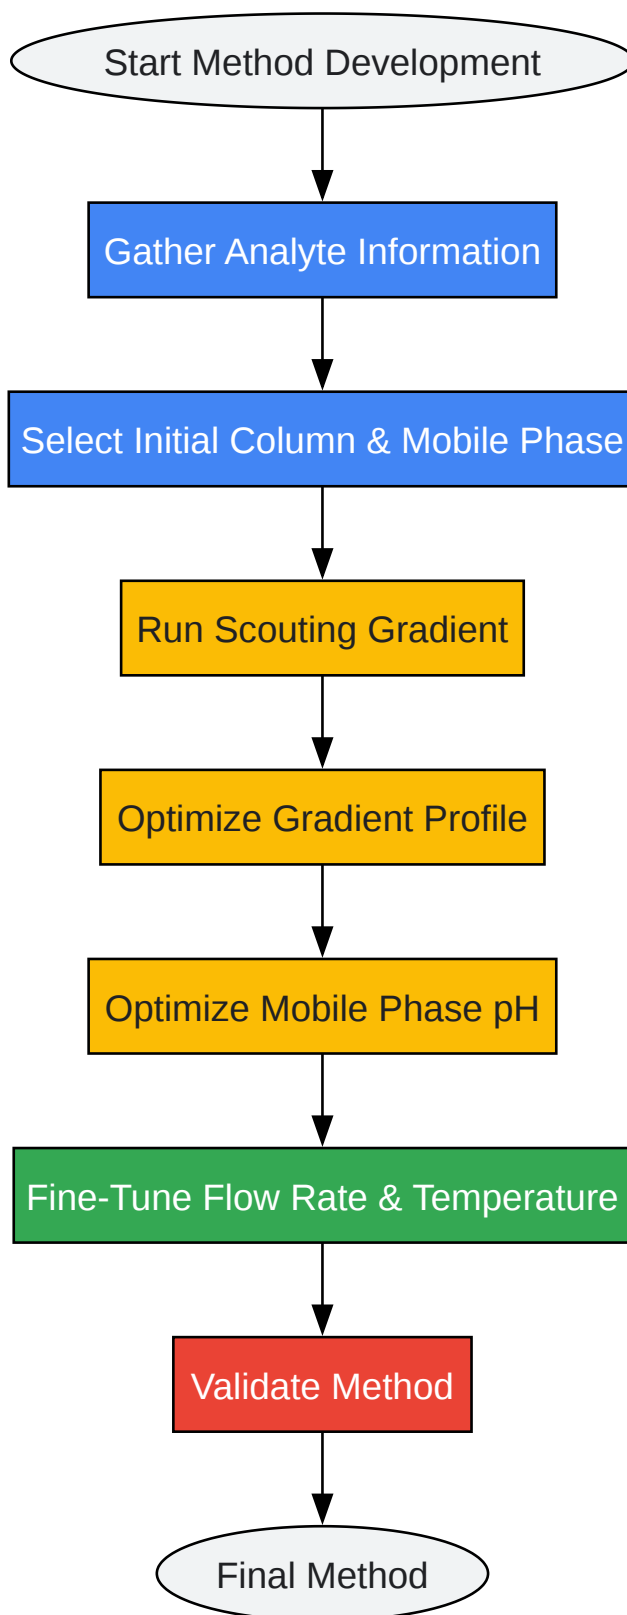 Start Method Development
Gather Analyte Information
Select Initial Column & Mobile Phase
Run Scouting Gradient
Optimize Gradient Profile
Optimize Mobile Phase pH
Fine-Tune Flow Rate & Temperature
Validate Method
Final Method